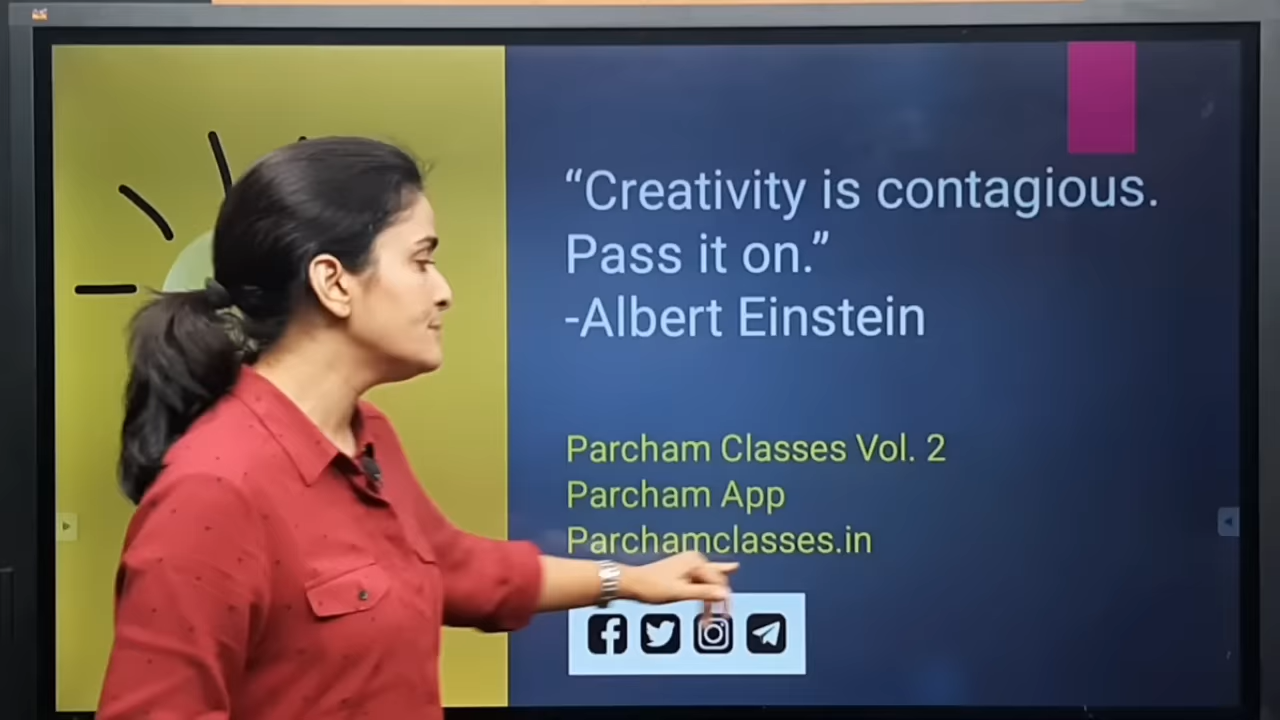 “Creativity is contagious.
Pass it on.”
-Albert Einstein
Parcham Classes Vol. 2
Parcham App
Parchamclasses.in